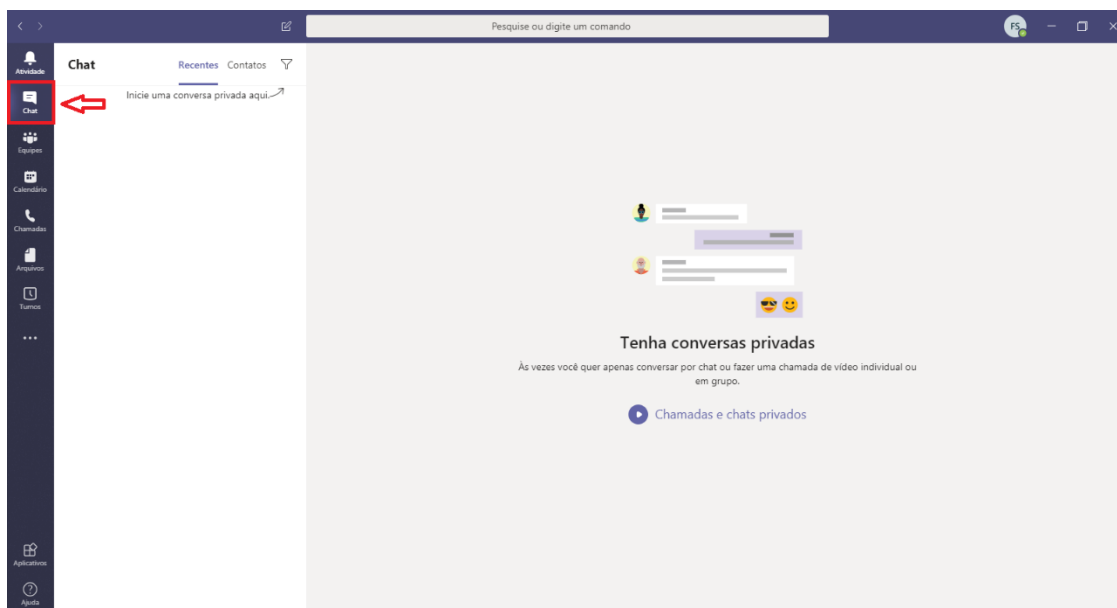 Pesquise ou digite um comando
FS
Atividade
Chat
Equipes
Calendário
Chamadas
Arquivos
Turnos
Aplicativos
Ajuda
Chat
Recentes Contatos
Inicie uma conversa privada aqui.
Tenha conversas privadas
Às vezes você quer apenas conversar por chat ou fazer uma chamada de vídeo individual ou
em grupo.
Chamadas e chats privados